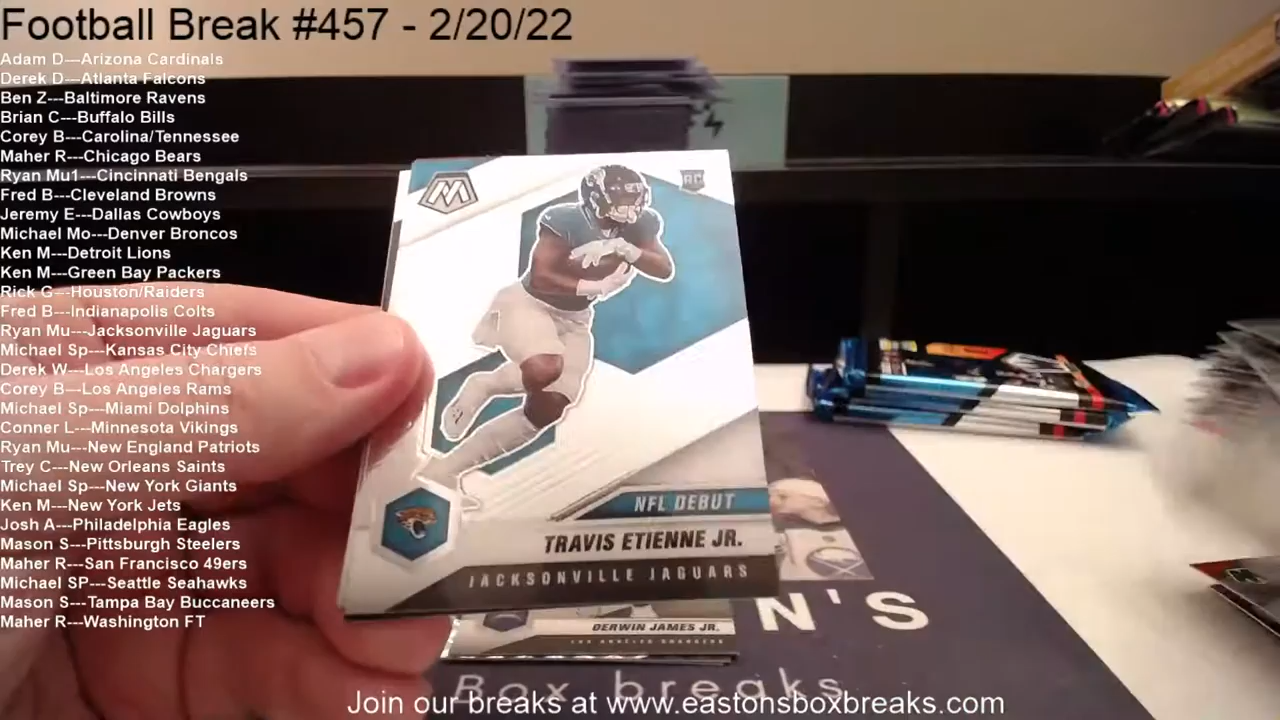 Football Break #457 - 2/20/22
Adam D---Arizona Cardinals
Derek D---Atlanta Falcons
Ben Z---Baltimore Ravens
Brian C---Buffalo Bills
Corey B---Carolina/Tennessee
Maher R---Chicago Bears
Ryan Mu1---Cincinnati Bengals
Fred B---Cleveland Browns
Jeremy E---Dallas Cowboys
Michael Mo---Denver Broncos
Ken M---Detroit Lions
Ken M---Green Bay Packers
Rick G---Houston/Raiders
Fred B---Indianapolis Colts
Ryan Mu---Jacksonville Jaguars
Michael Sp---Kansas City Chiefs
Derek W---Los Angeles Chargers
Corey B---Los Angeles Rams
Michael Sp---Miami Dolphins
Conner L---Minnesota Vikings
Ryan Mu---New England Patriots
Trey C---New Orleans Saints
Michael Sp---New York Giants
Ken M---New York Jets
Josh A---Philadelphia Eagles
Mason S---Pittsburgh Steelers
Maher R---San Francisco 49ers
Michael SP---Seattle Seahawks
Mason S---Tampa Bay Buccaneers
Maher R---Washington FT
M
RC
NFL DEBUT
TRAVIS ETIENNE JR.
JACKSONVILLE JAGUARS
DERWIN JAMES JR.
LOS ANGELES CHARGERS
N'S
Box breaks
Join our breaks at www.eastonsboxbreaks.com